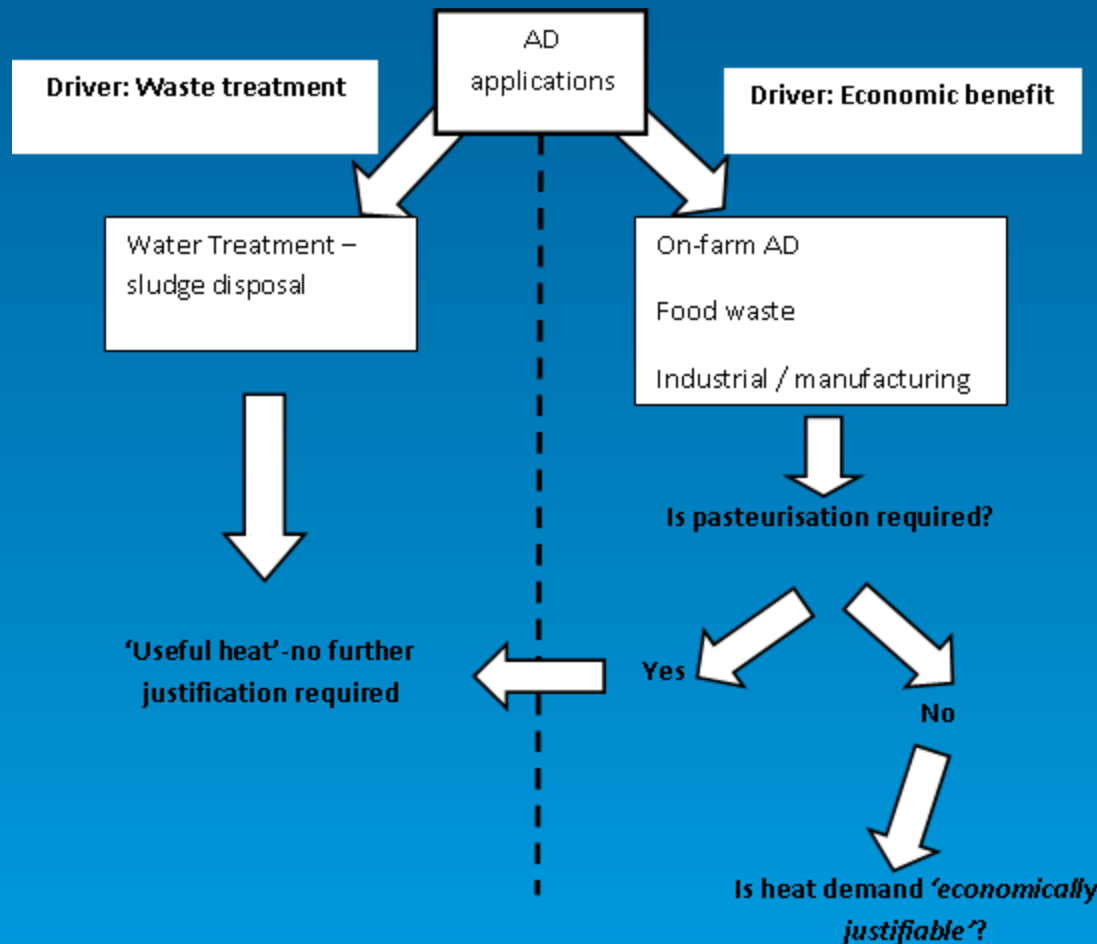 AD
applications
Driver: Waste treatment
Driver: Economic benefit
Water Treatment –
sludge disposal
On-farm AD
Food waste
Industrial / manufacturing
Is pasteurisation required?
‘Useful heat’-no further
justification required
Yes
No
Is heat demand ‘economically
justifiable’?